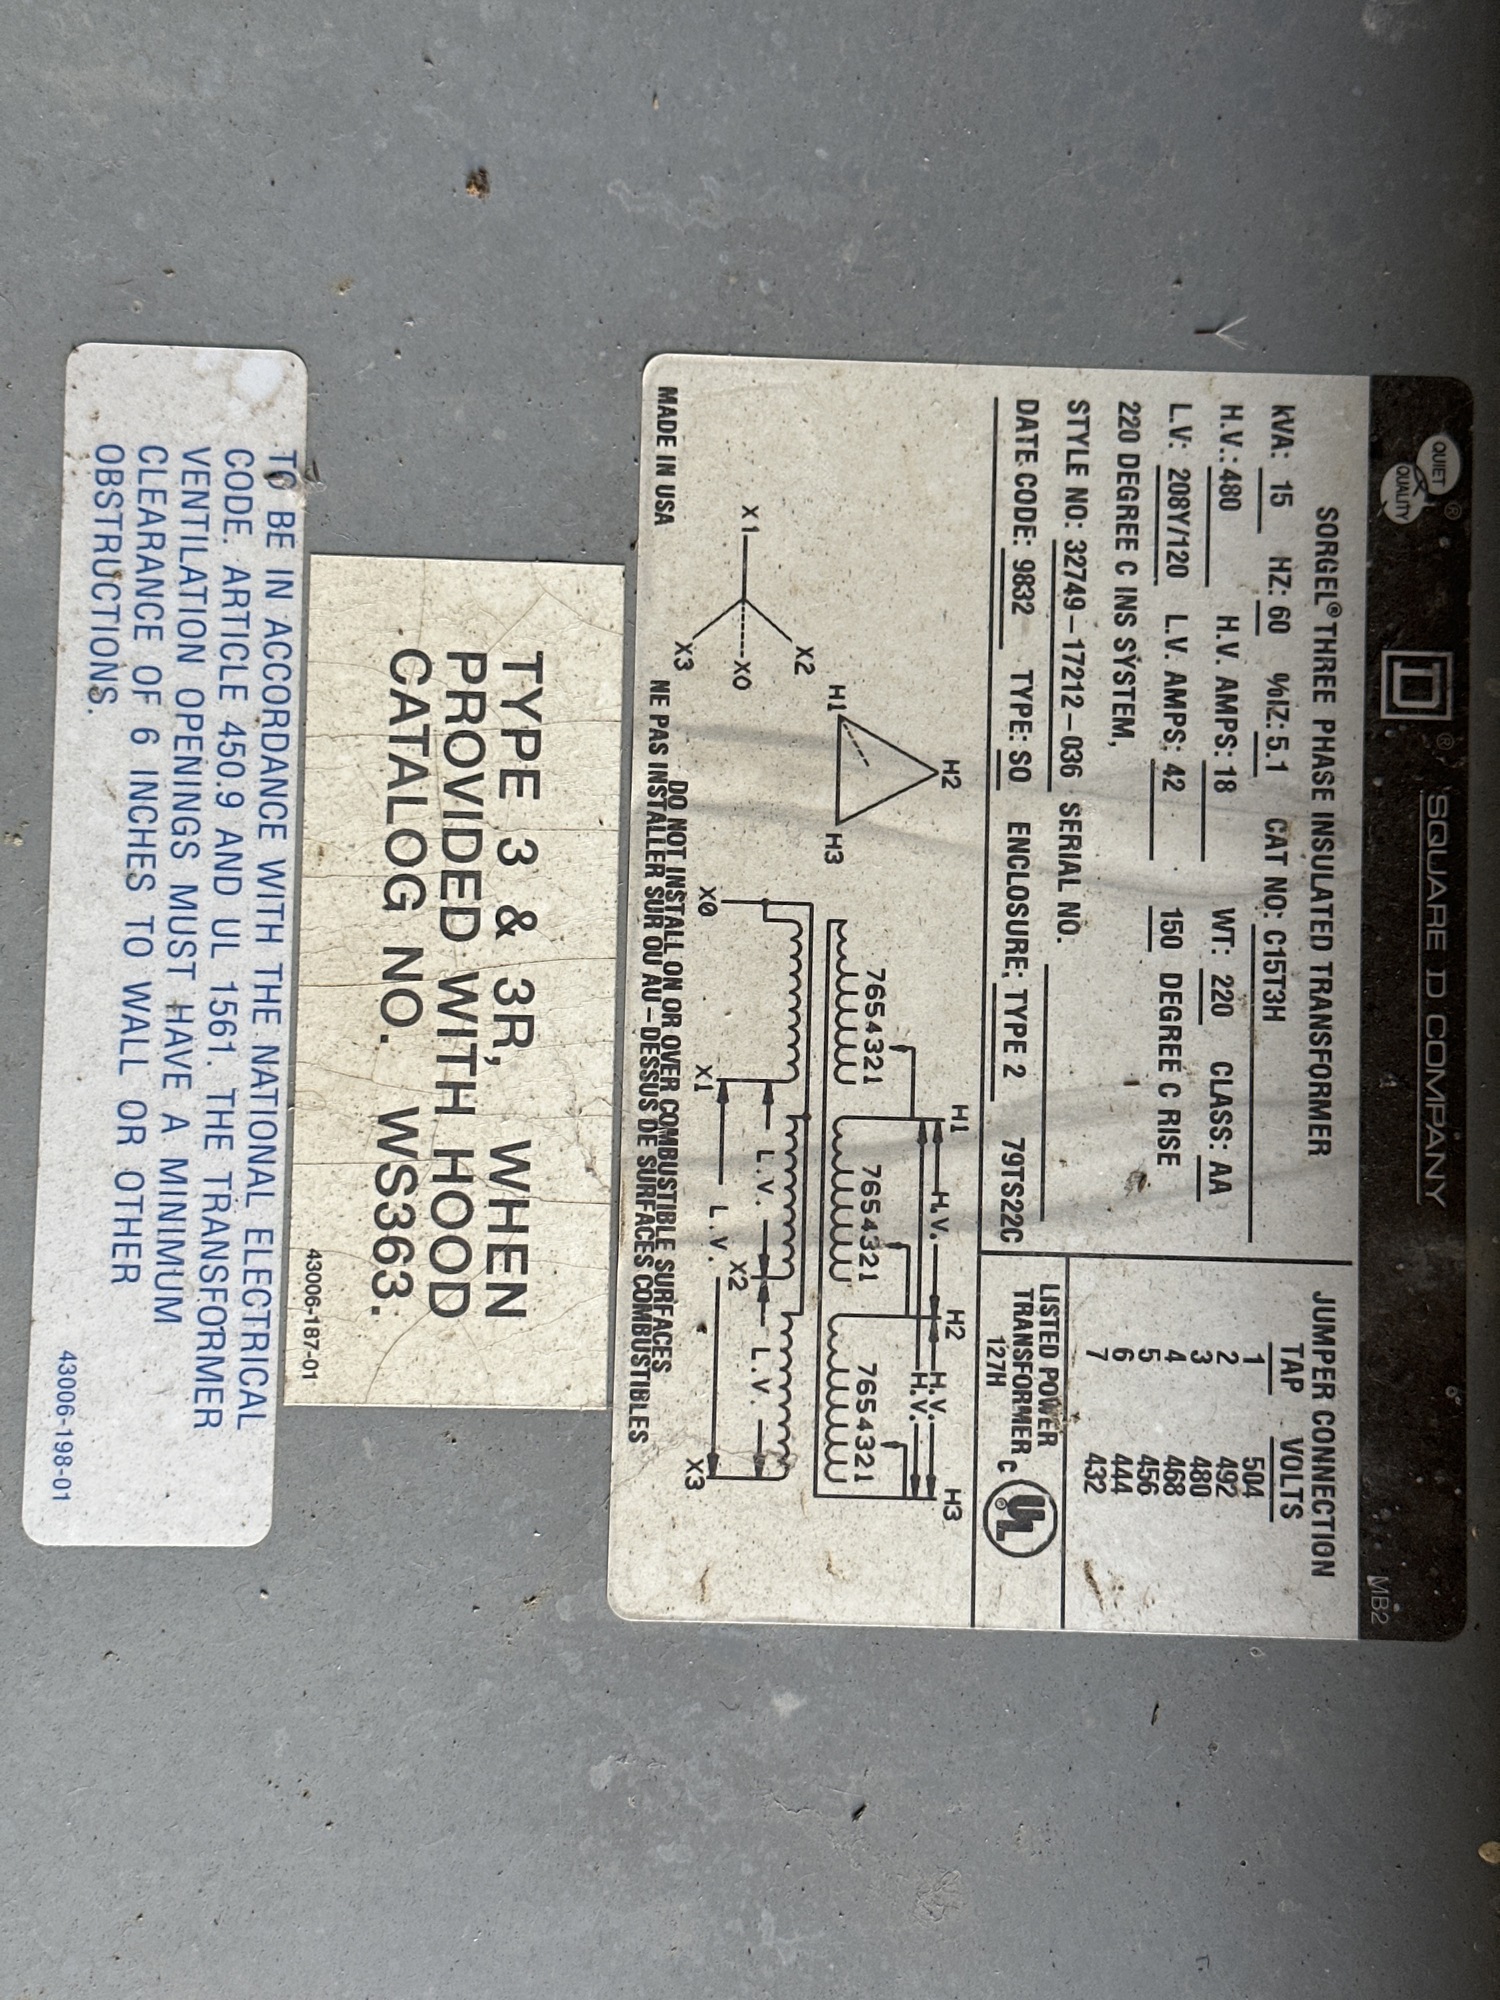 QUIET
QUALITY
®
D
®
SQUARE D COMPANY
MB2
SORGEL® THREE PHASE INSULATED TRANSFORMER
kVA: 15 HZ: 60 %IZ: 5.1 CAT NO: C15T3H
H.V.: 480 H.V. AMPS: 18 WT: 220 CLASS: AA
L.V: 208Y/120 L.V. AMPS: 42 150 DEGREE C RISE
220 DEGREE C INS SYSTEM,
STYLE NO: 32749-17212-036 SERIAL NO.
DATE CODE: 9832 TYPE: SO ENCLOSURE: TYPE 2 79TS22C
JUMPER CONNECTION
TAP VOLTS
1 504
2 492
3 480
4 468
5 456
6 444
7 432
LISTED POWER
TRANSFORMER
127H
C UL ®
H1 H2 H3
H.V. H.V.
H.V.
7654321 7654321 7654321
H2
H1 H3
X1 X2
X0
X3
L.V. L.V.
L.V.
X0 X1 X2 X3
MADE IN USA
DO NOT INSTALL ON OR OVER COMBUSTIBLE SURFACES
NE PAS INSTALLER SUR OU AU-DESSUS DE SURFACES COMBUSTIBLES
TYPE 3 & 3R, WHEN
PROVIDED WITH HOOD
CATALOG NO. WS363.
43006-187-01
TO BE IN ACCORDANCE WITH THE NATIONAL ELECTRICAL
CODE. ARTICLE 450.9 AND UL 1561. THE TRANSFORMER
VENTILATION OPENINGS MUST HAVE A MINIMUM
CLEARANCE OF 6 INCHES TO WALL OR OTHER
OBSTRUCTIONS.
43006-198-01